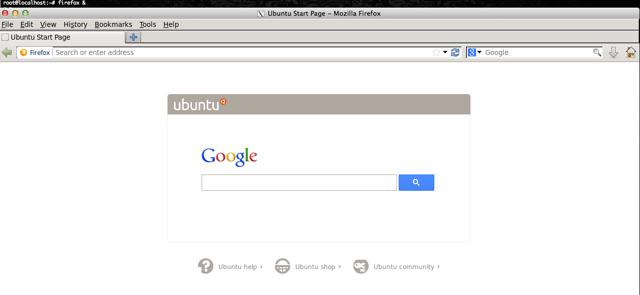 root@localhost:~# firefox &
Ubuntu Start Page - Mozilla Firefox
File Edit View History Bookmarks Tools Help
Ubuntu Start Page
Firefox Search or enter address Google
ubuntu
Google
Ubuntu help › Ubuntu shop › Ubuntu community ›